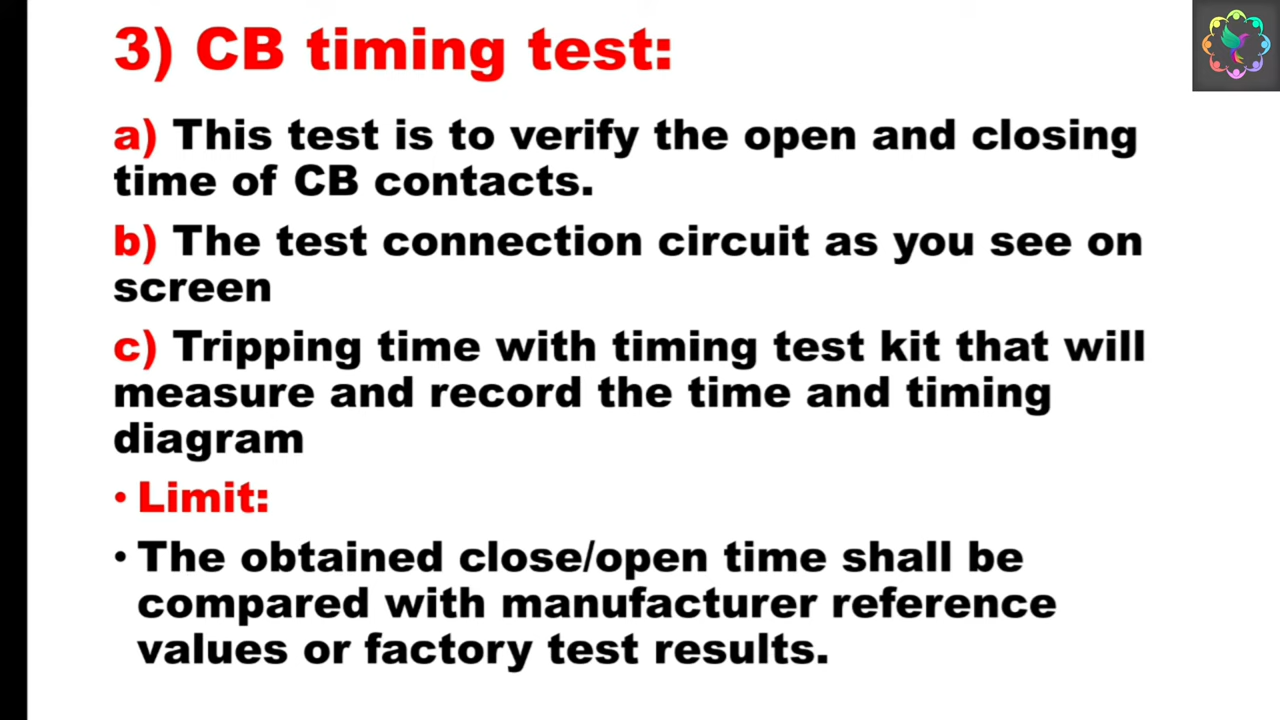 3) CB timing test:
a) This test is to verify the open and closing
time of CB contacts.
b) The test connection circuit as you see on
screen
c) Tripping time with timing test kit that will
measure and record the time and timing
diagram
• Limit:
• The obtained close/open time shall be
compared with manufacturer reference
values or factory test results.